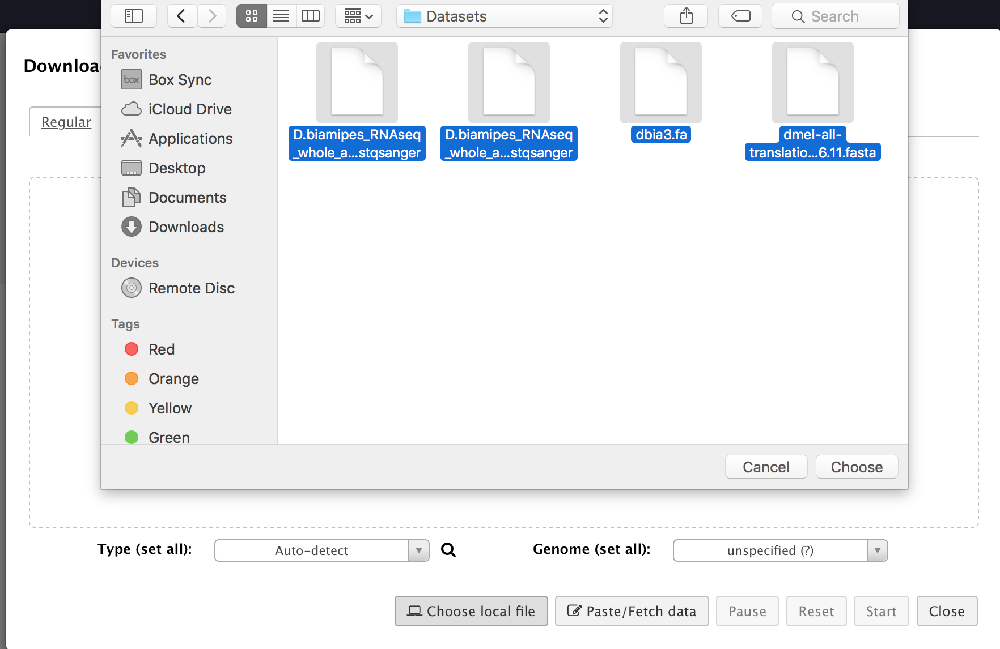 Datasets
Search
Downloa
Regular
Favorites
box
Box Sync
iCloud Drive
Applications
Desktop
Documents
Downloads
Devices
Remote Disc
Tags
Red
Orange
Yellow
Green
D.biamipes_RNAseq
_whole_a...stqsanger
D.biamipes_RNAseq
_whole_a...stqsanger
dbia3.fa
dmel-all-
translatio...6.11.fasta
Cancel
Choose
Type (set all):
Auto-detect
Genome (set all):
unspecified (?)
Choose local file
Paste/Fetch data
Pause
Reset
Start
Close